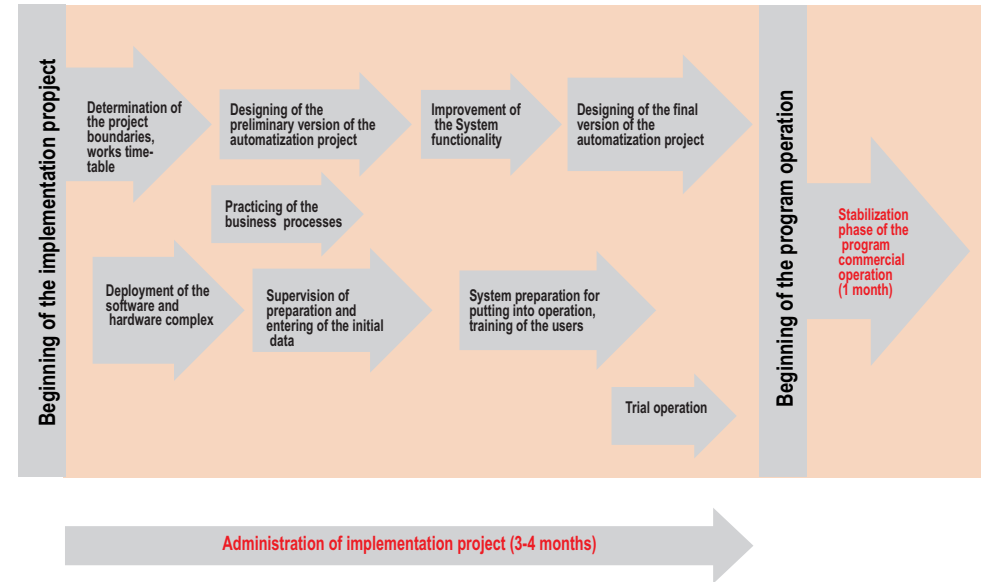 Beginning of the implementation propject
Determination of
the project
boundaries,
works time-
table
Designing of the
preliminary version of the
automatization project
Improvement of
the System
functionality
Designing of the final
version of the
automatization project
Practicing of the
business processes
Deployment of the
software and
hardware complex
Supervision of
preparation and
entering of the initial
data
System preparation for
putting into operation,
training of the users
Trial operation
Beginning of the program operation
Stabilization
phase of the
program
commercial
operation
(1 month)
Administration of implementation project (3-4 months)